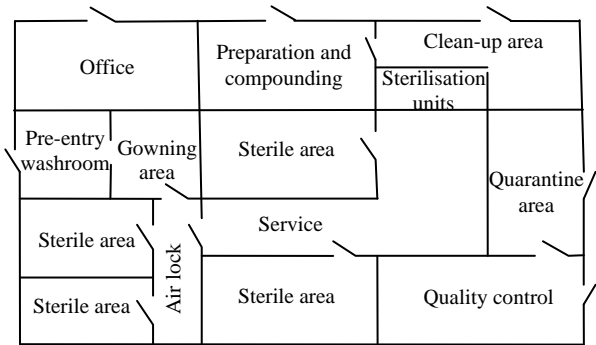 Office
Preparation and
compounding
Clean-up area
Sterilisation
units
Pre-entry
washroom
Gowning
area
Sterile area
Quarantine
area
Sterile area
Air lock
Service
Sterile area
Sterile area
Quality control